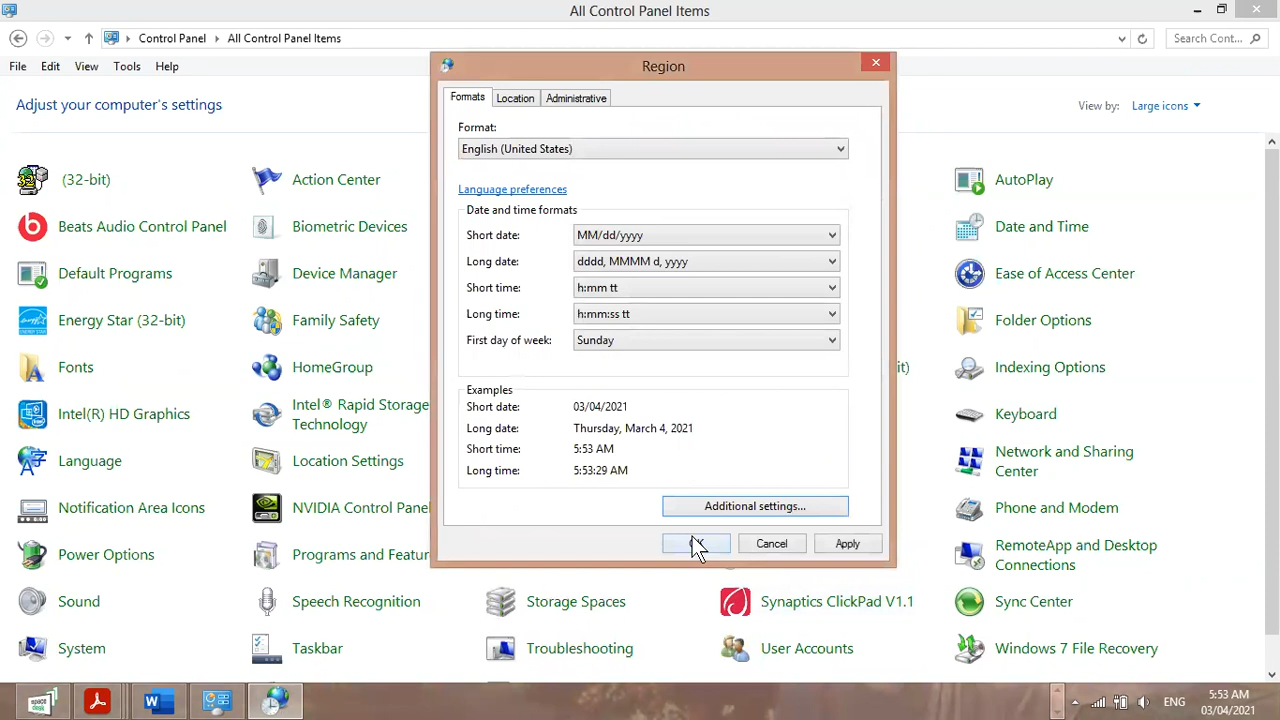 All Control Panel Items
Control Panel
All Control Panel Items
Search Cont...
File Edit View Tools Help
Adjust your computer's settings
View by: Large icons
(32-bit)
Action Center
AutoPlay
Beats Audio Control Panel
Biometric Devices
Date and Time
Default Programs
Device Manager
Ease of Access Center
Energy Star (32-bit)
Family Safety
Folder Options
Fonts
HomeGroup
it)
Indexing Options
Intel(R) HD Graphics
Intel® Rapid Storage
Technology
Keyboard
Language
Location Settings
Network and Sharing
Center
Notification Area Icons
NVIDIA Control Pane
Phone and Modem
Power Options
Programs and Featur
RemoteApp and Desktop
Connections
Sound
Speech Recognition
Storage Spaces
Synaptics ClickPad V1.1
Sync Center
System
Taskbar
Troubleshooting
User Accounts
Windows 7 File Recovery
Region
Formats Location Administrative
Format:
English (United States)
Language preferences
Date and time formats
Short date: MM/dd/yyyy
Long date: dddd, MMMM d, yyyy
Short time: h:mm tt
Long time: h:mm:ss tt
First day of week: Sunday
Examples
Short date: 03/04/2021
Long date: Thursday, March 4, 2021
Short time: 5:53 AM
Long time: 5:53:29 AM
Additional settings...
Cancel Apply
ENG
5:53 AM
03/04/2021